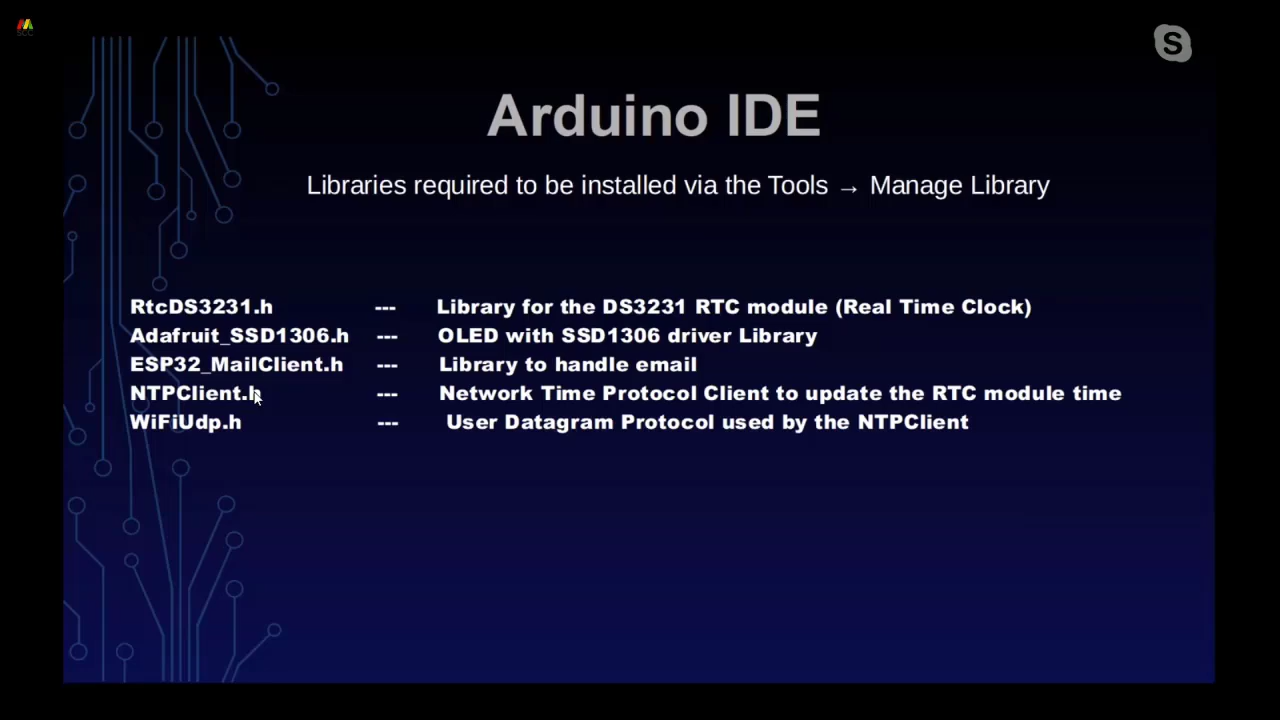 SCC
S
Arduino IDE
Libraries required to be installed via the Tools → Manage Library
RtcDS3231.h --- Library for the DS3231 RTC module (Real Time Clock)
Adafruit_SSD1306.h --- OLED with SSD1306 driver Library
ESP32_MailClient.h --- Library to handle email
NTPClient.h --- Network Time Protocol Client to update the RTC module time
WiFiUdp.h --- User Datagram Protocol used by the NTPClient